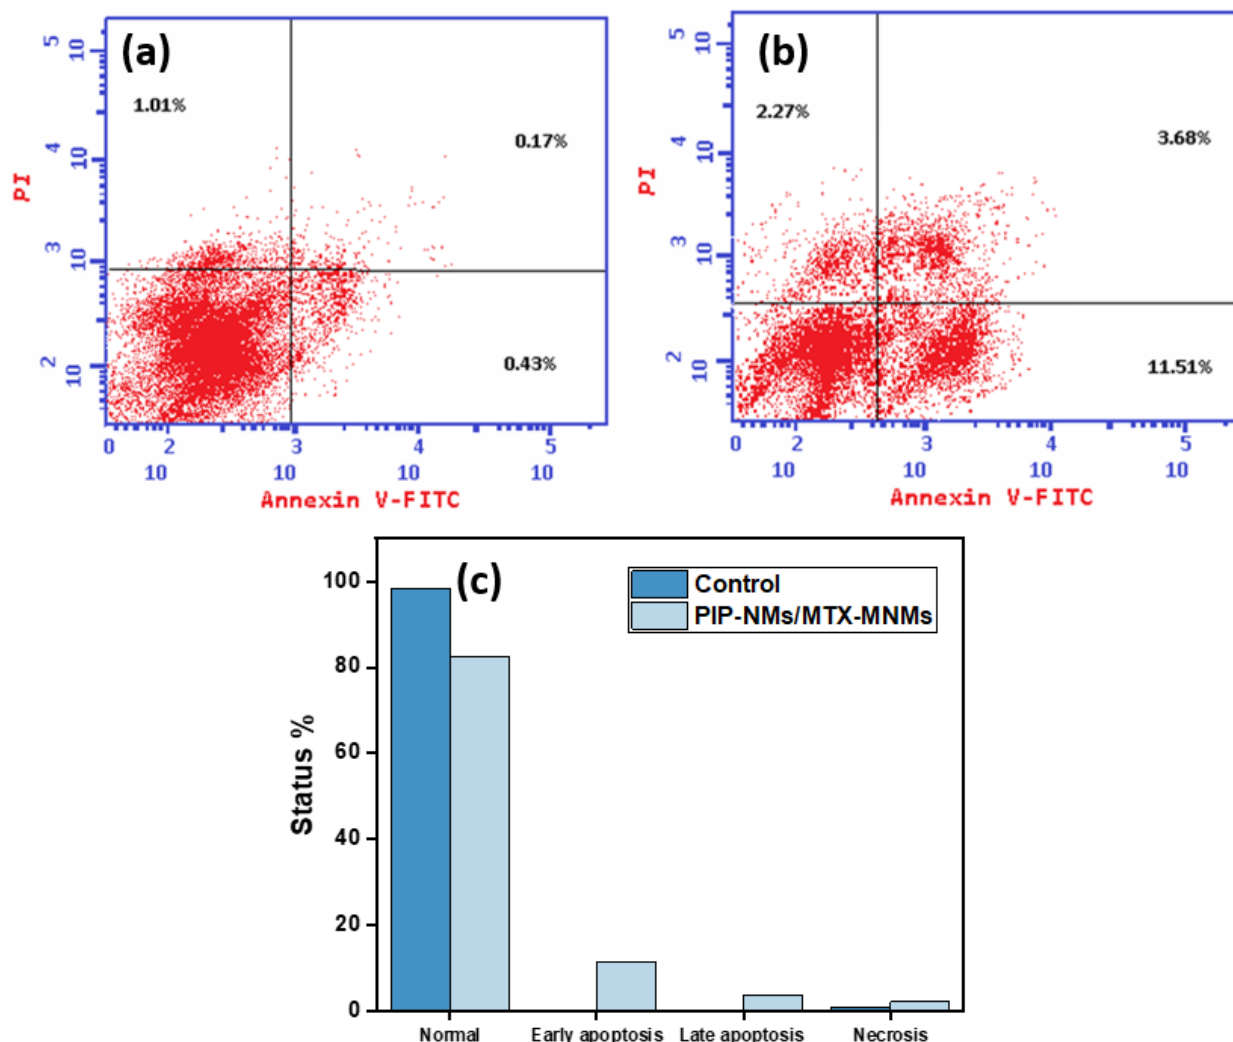 (a)
5
10
1.01%
4
10
0.17%
PI
3
10
2
10
0.43%
0 2 3 4 5
10 10 10 10
Annexin V-FITC
(b)
5
10
2.27%
4
10
3.68%
PI
3
10
2
10
11.51%
0 2 3 4 5
10 10 10 10
Annexin V-FITC
(c)
Control
PIP-NMs/MTX-MNMs
Status %
100
80
60
40
20
0
Normal Early apoptosis Late apoptosis Necrosis